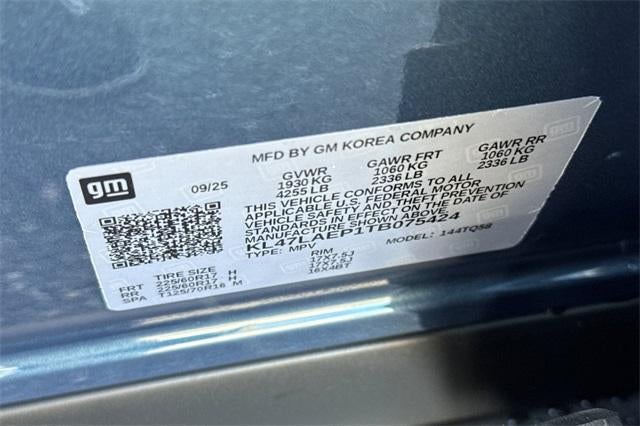 MFD BY GM KOREA COMPANY
gm
09/25
GVWR GAWR FRT GAWR RR
1930 KG 1060 KG 1060 KG
4255 LB 2336 LB 2336 LB
THIS VEHICLE CONFORMS TO ALL
APPLICABLE U.S. FEDERAL MOTOR
VEHICLE SAFETY AND THEFT PREVENTION
STANDARDS IN EFFECT ON THE DATE OF
MANUFACTURE SHOWN ABOVE.
KL47LAEP1TB075424
TYPE: MPV MODEL: 144TQ58
TIRE SIZE RIM
FRT 225/60R17 H 17X7.5J
RR 225/60R17 H 17X7.5J
SPA T125/70R16 M 16X4BT